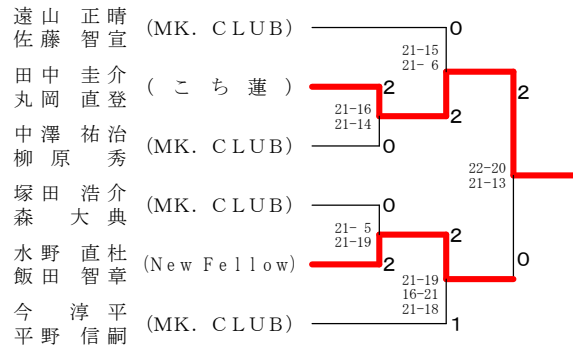 遠山 正晴
佐藤 智宣
(MK. CLUB)
0
21-15
21- 6
田中 圭介
丸岡 直登
(こち蓮)
2
2
2
21-16
21-14
中澤 祐治
柳原 秀
(MK. CLUB)
0
22-20
21-13
塚田 浩介
森 大典
(MK. CLUB)
0
21- 5
21-19
2
水野 直杜
飯田 智章
(New Fellow)
2
0
21-19
16-21
21-18
今 淳平
平野 信嗣
(MK. CLUB)
1